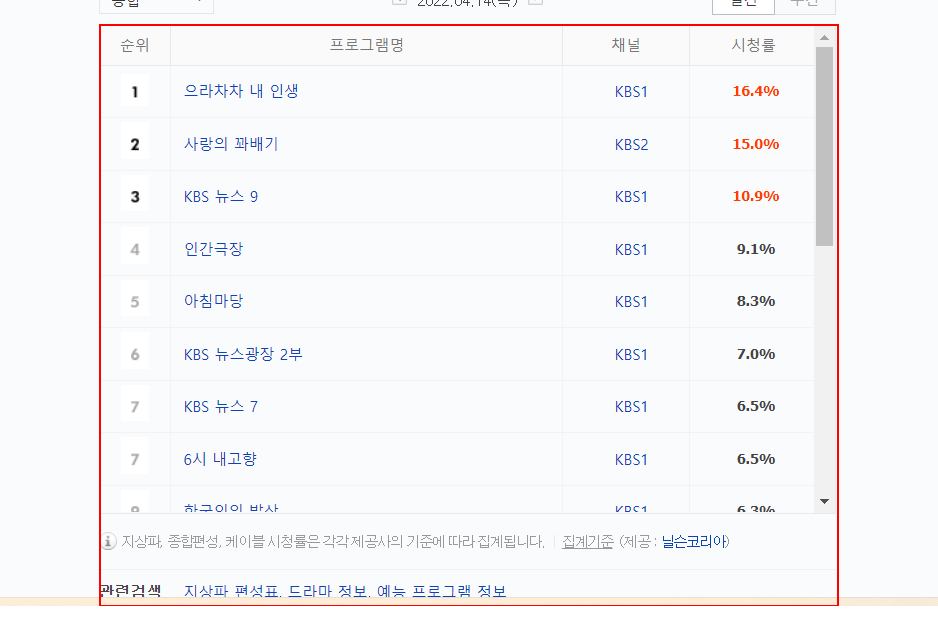 종합 2022.04.14(목) 일간 주간
순위 프로그램명 채널 시청률
1 으라차차 내 인생 KBS1 16.4%
2 사랑의 꽈배기 KBS2 15.0%
3 KBS 뉴스 9 KBS1 10.9%
4 인간극장 KBS1 9.1%
5 아침마당 KBS1 8.3%
6 KBS 뉴스광장 2부 KBS1 7.0%
7 KBS 뉴스 7 KBS1 6.5%
7 6시 내고향 KBS1 6.5%
9 한국인의 밥상 KBS1 6.3%
지상파, 종합편성, 케이블 시청률은 각각 제공사의 기준에 따라 집계됩니다. 집계기준 (제공 : 닐슨코리아)
관련검색 지상파 편성표, 드라마 정보, 예능 프로그램 정보